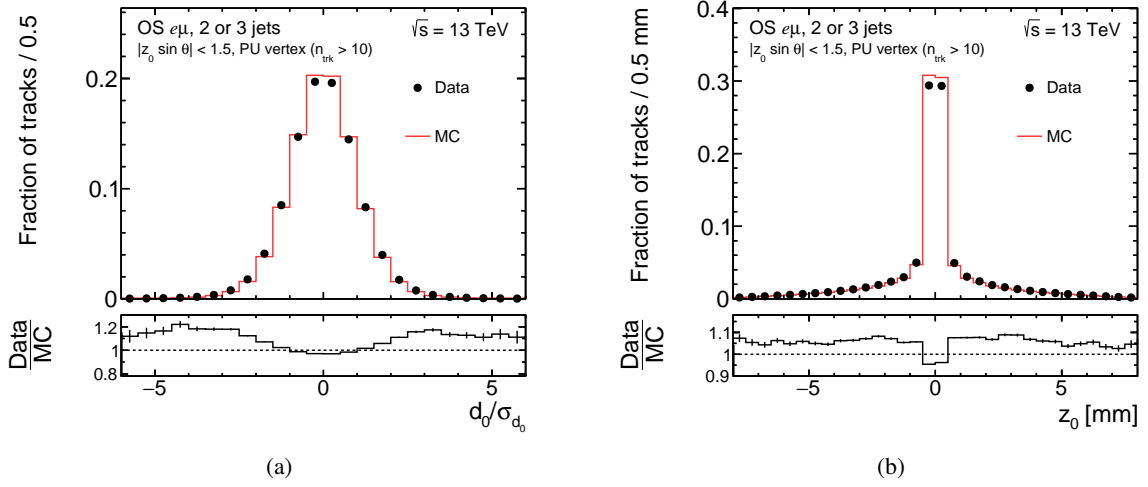 OS eμ, 2 or 3 jets
√s = 13 TeV
|z₀ sin θ| < 1.5, PU vertex (n_trk > 10)
Data
MC
Fraction of tracks / 0.5
0.2
0.1
0
Data
MC
1.2
1
0.8
−5 0 5
d₀/σ_d₀
(a)
OS eμ, 2 or 3 jets
√s = 13 TeV
|z₀ sin θ| < 1.5, PU vertex (n_trk > 10)
Data
MC
Fraction of tracks / 0.5 mm
0.4
0.3
0.2
0.1
0
Data
MC
1.1
1
0.9
−5 0 5
z₀ [mm]
(b)